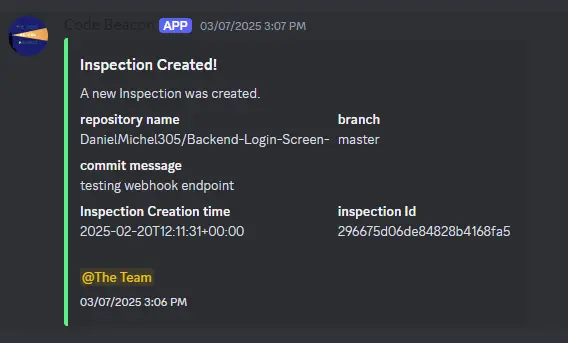 Code Beacon APP 03/07/2025 3:07 PM
Inspection Created!
A new Inspection was created.
repository name branch
DanielMichel305/Backend-Login-Screen- master
commit message
testing webhook endpoint
Inspection Creation time inspection Id
2025-02-20T12:11:31+00:00 296675d06de84828b4168fa5
@The Team
03/07/2025 3:06 PM